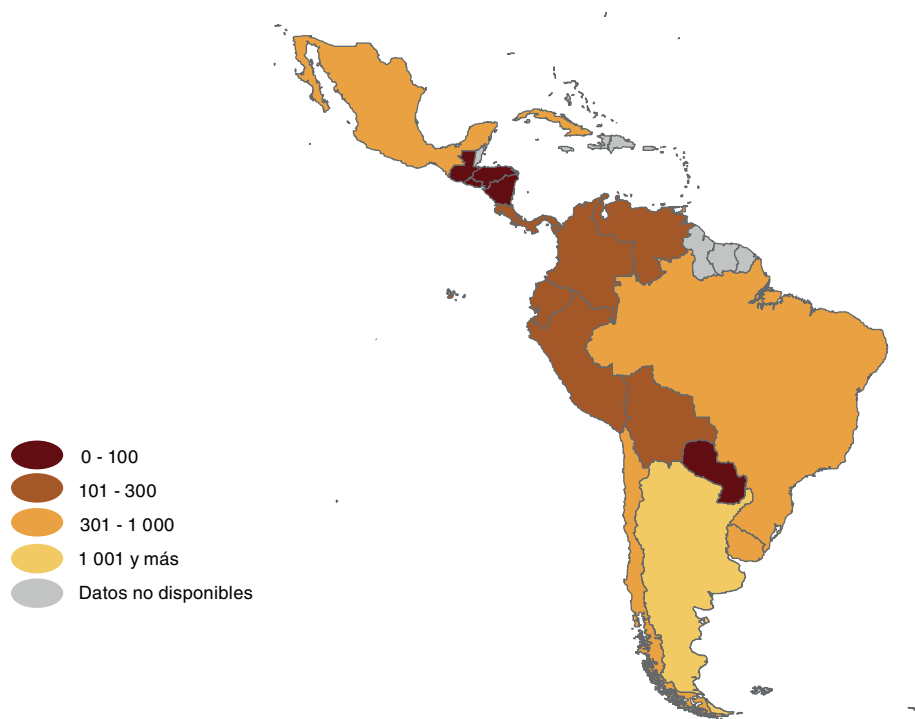 0 - 100
101 - 300
301 - 1 000
1 001 y más
Datos no disponibles